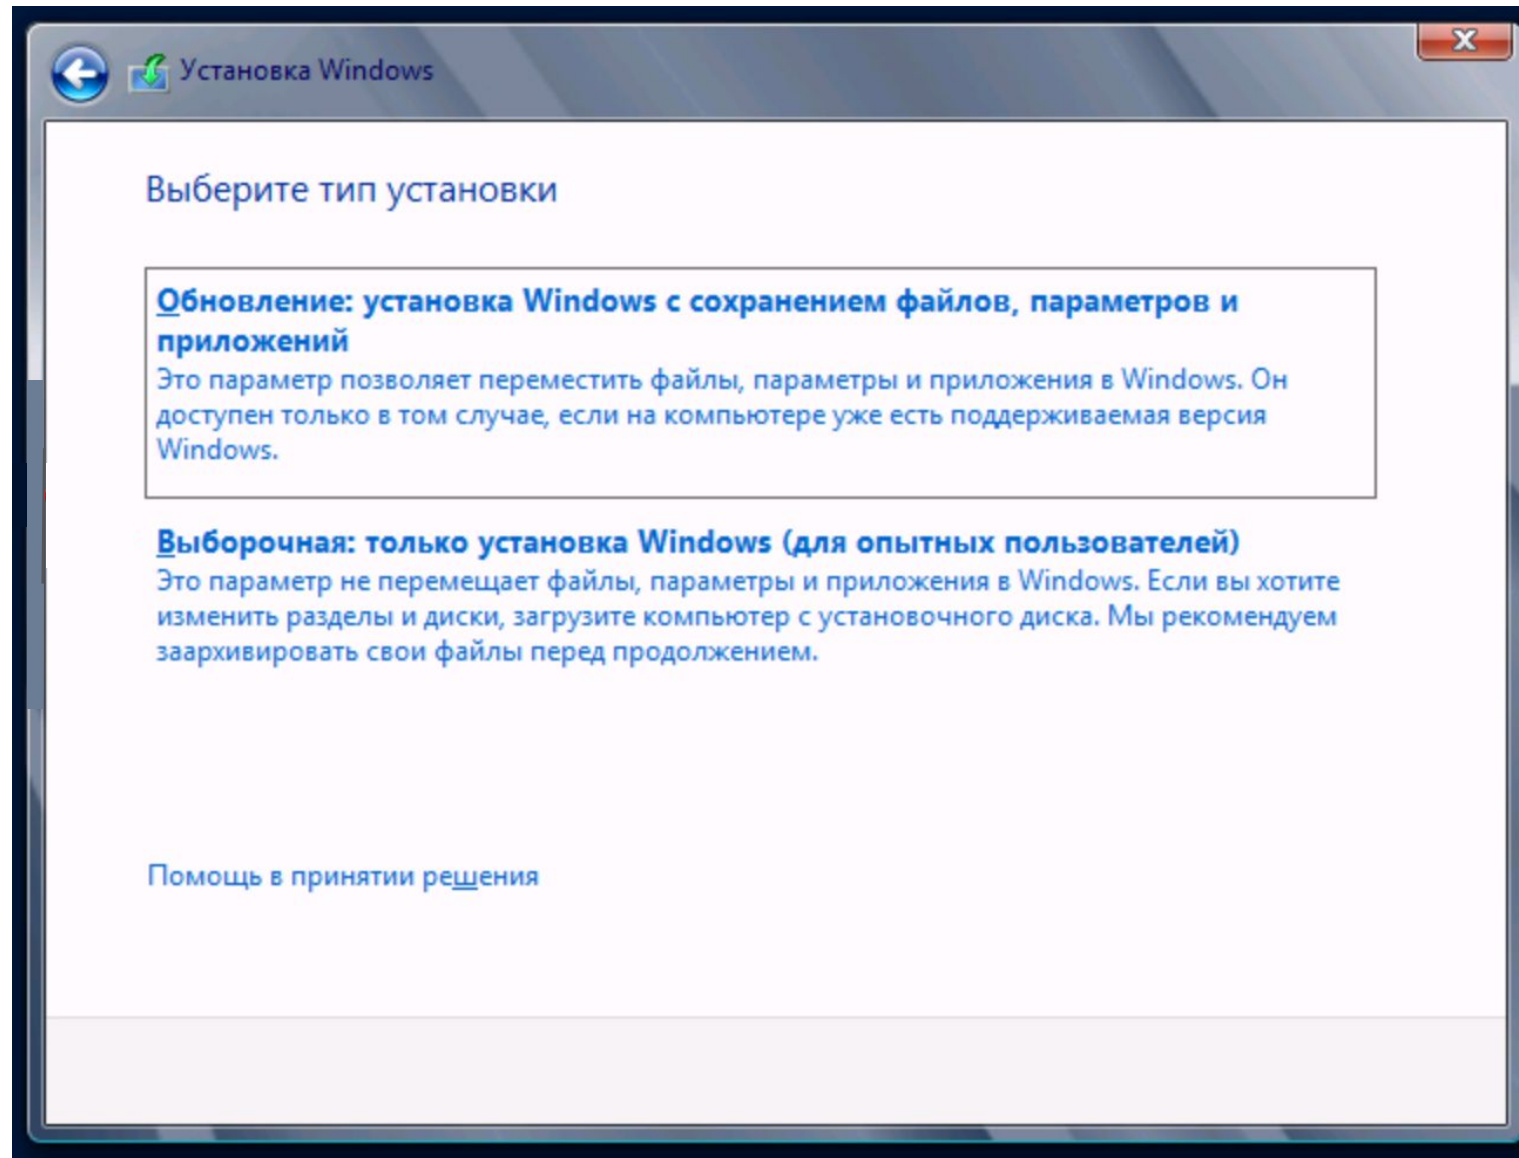 Установка Windows
Выберите тип установки
Обновление: установка Windows с сохранением файлов, параметров и
приложений
Это параметр позволяет переместить файлы, параметры и приложения в Windows. Он
доступен только в том случае, если на компьютере уже есть поддерживаемая версия
Windows.
Выборочная: только установка Windows (для опытных пользователей)
Это параметр не перемещает файлы, параметры и приложения в Windows. Если вы хотите
изменить разделы и диски, загрузите компьютер с установочного диска. Мы рекомендуем
заархивировать свои файлы перед продолжением.
Помощь в принятии решения